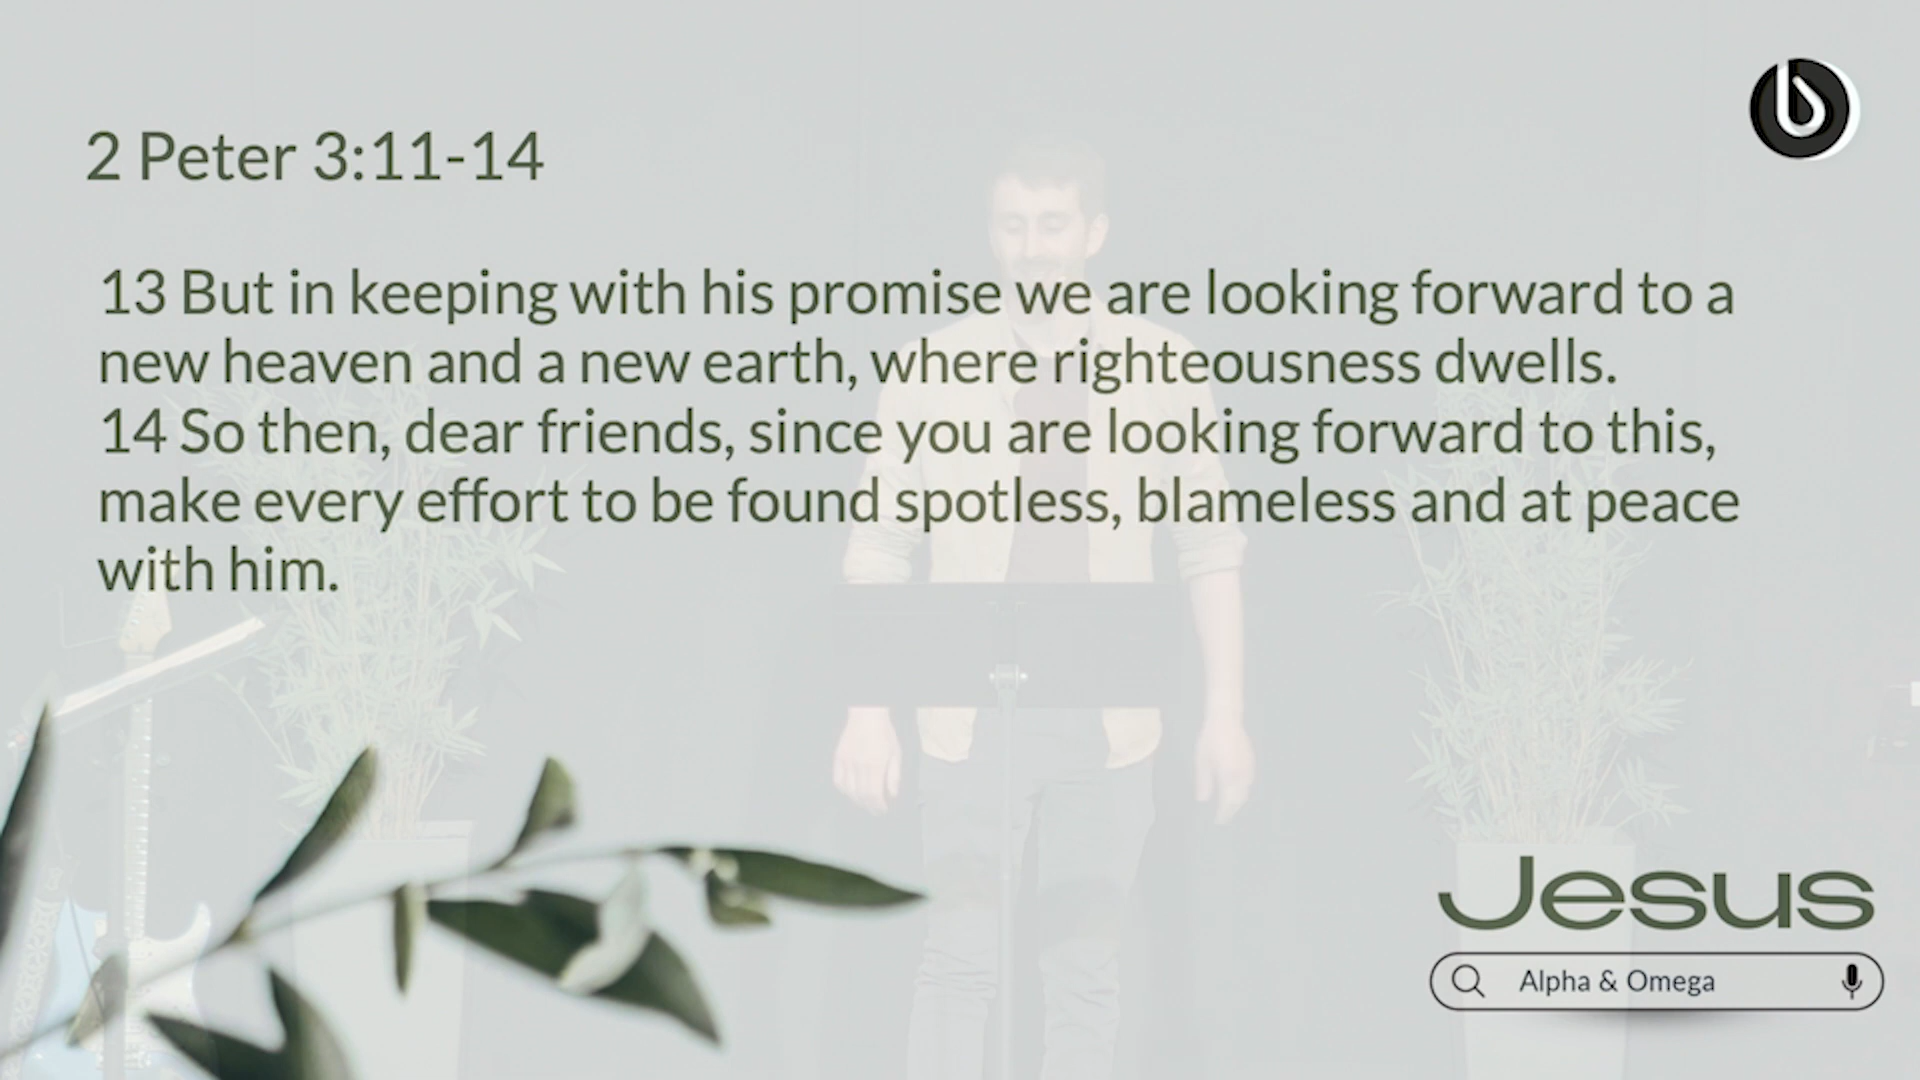 2 Peter 3:11-14
13 But in keeping with his promise we are looking forward to a
new heaven and a new earth, where righteousness dwells.
14 So then, dear friends, since you are looking forward to this,
make every effort to be found spotless, blameless and at peace
with him.
Jesus
Alpha & Omega